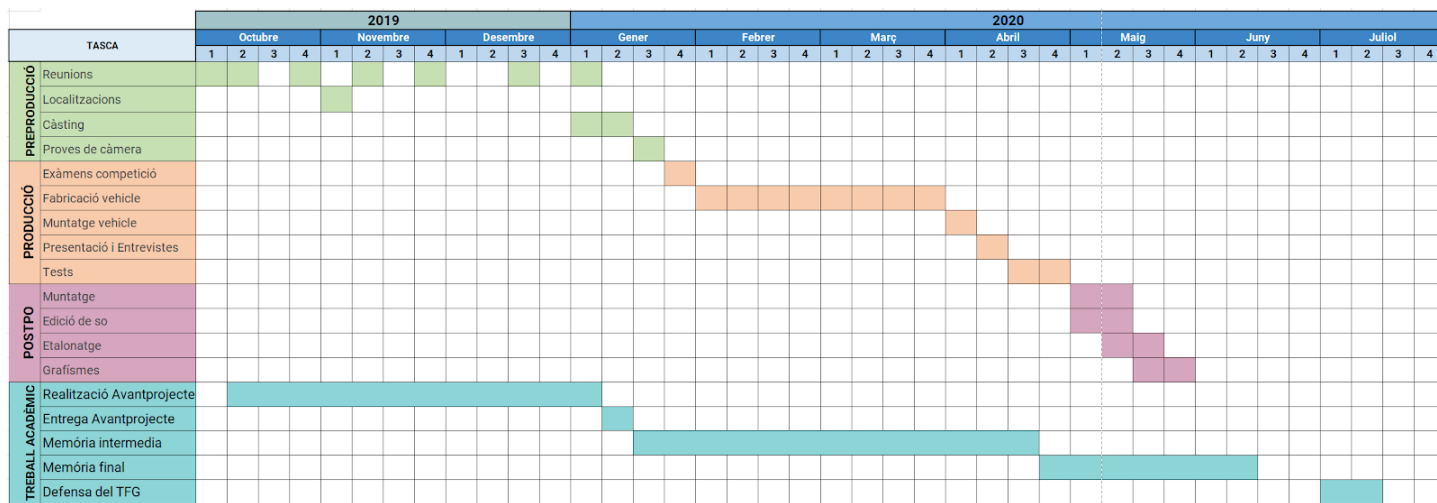 2019 2020
TASCA Octubre Novembre Desembre Gener Febrer Març Abril Maig Juny Juliol
1 2 3 4 1 2 3 4 1 2 3 4 1 2 3 4 1 2 3 4 1 2 3 4 1 2 3 4 1 2 3 4 1 2 3 4 1 2 3 4
PREPRODUCCIÓ
Reunions
Localitzacions
Càsting
Proves de càmera
PRODUCCIÓ
Exàmens competició
Fabricació vehicle
Muntatge vehicle
Presentació i Entrevistes
Tests
POSTPO
Muntatge
Edició de so
Etalonatge
Grafísmes
TREBALL ACADÈMIC
Realització Avantprojecte
Entrega Avantprojecte
Memória intermedia
Memória final
Defensa del TFG